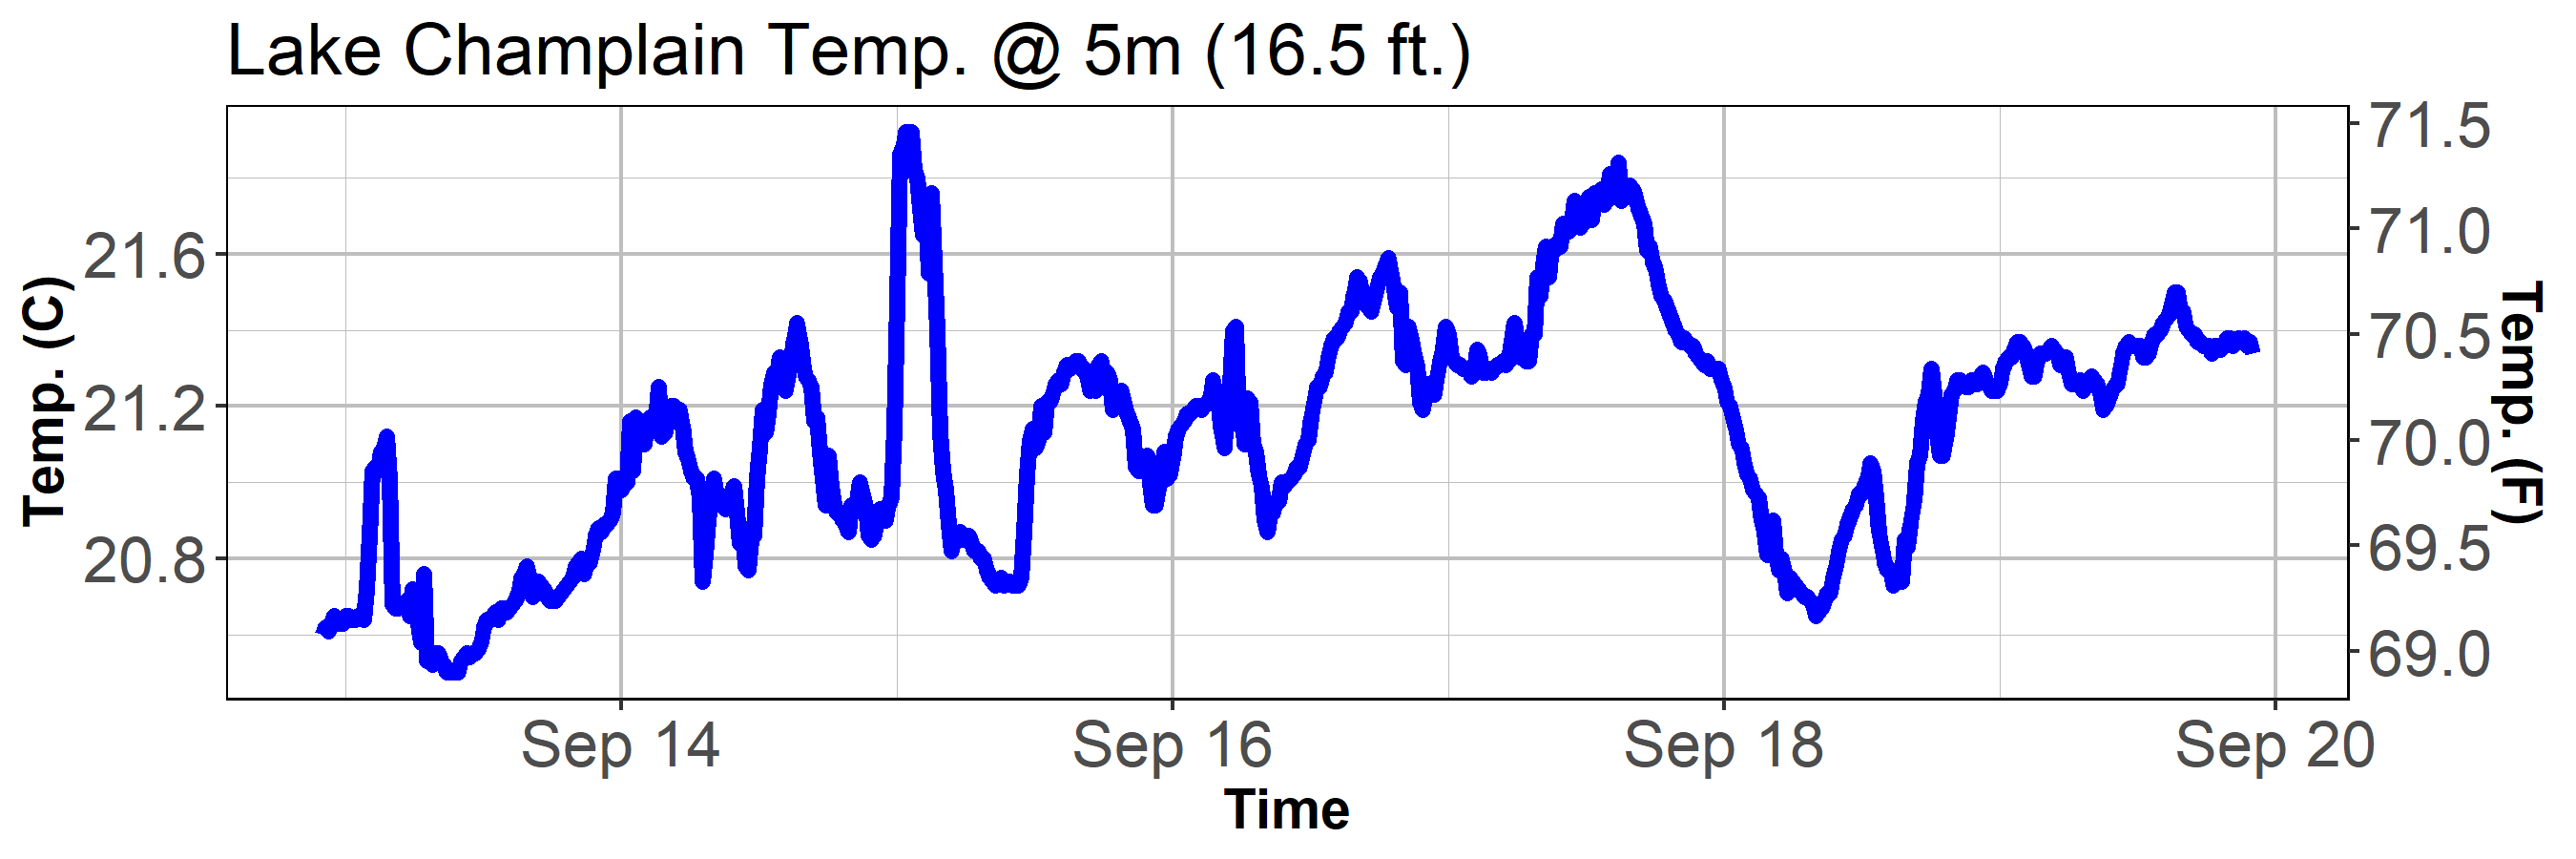 Lake Champlain Temp. @ 5m (16.5 ft.)
71.5
21.6
71.0
70.5
Temp. (C)
Temp. (F)
21.2
70.0
20.8
69.5
69.0
Sep 14 Sep 16 Sep 18 Sep 20
Time